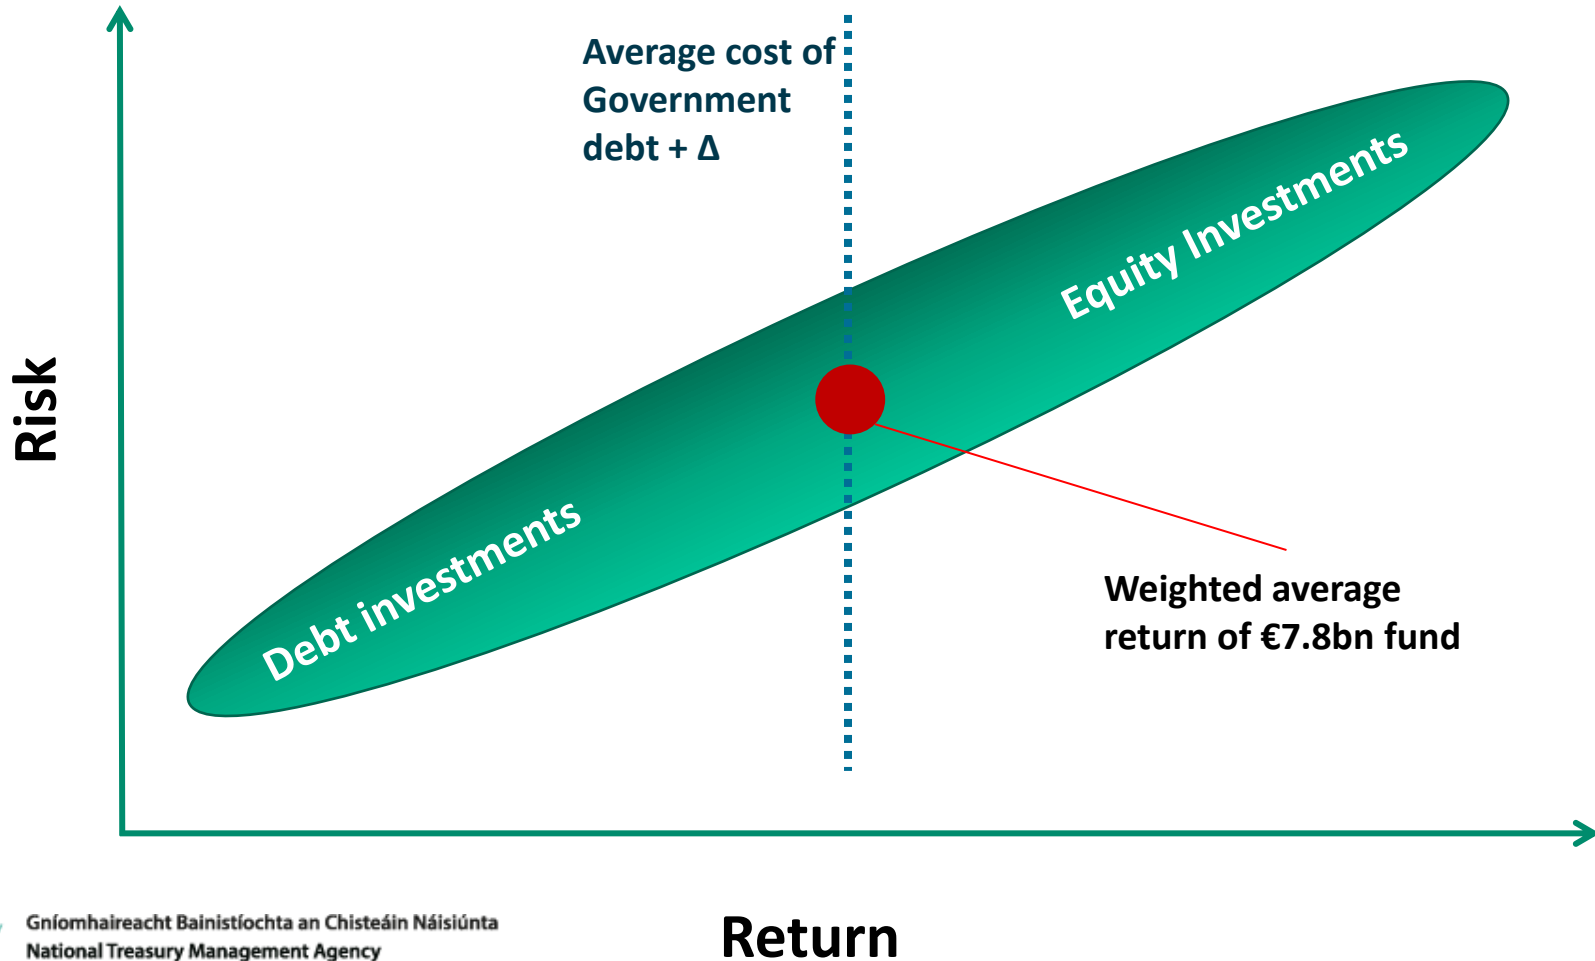 Average cost of
Government
debt + Δ
Equity Investments
Risk
Debt investments
Weighted average
return of €7.8bn fund
Return
Gníomhaireacht Bainistíochta an Chisteáin Náisiúnta
National Treasury Management Agency